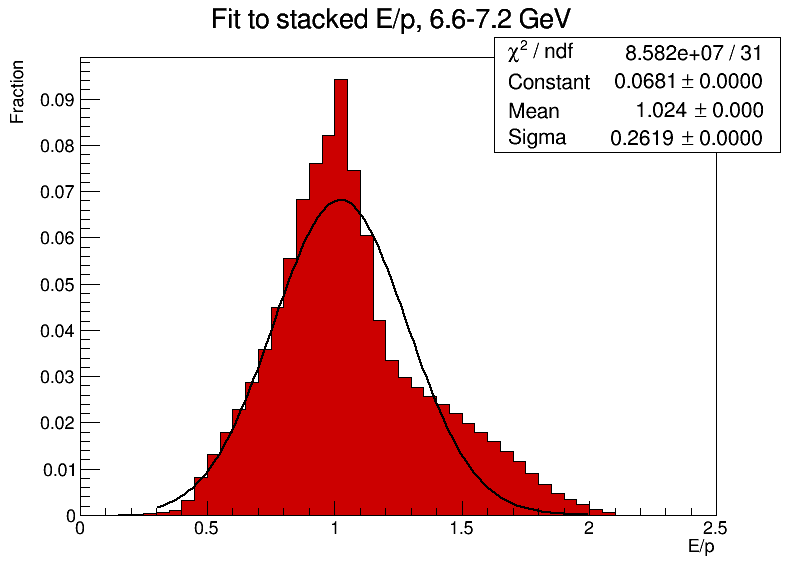 Fit to stacked E/p, 6.6-7.2 GeV
χ² / ndf 8.582e+07 / 31
Constant 0.0681 ± 0.0000
Mean 1.024 ± 0.000
Sigma 0.2619 ± 0.0000
Fraction
0.09
0.08
0.07
0.06
0.05
0.04
0.03
0.02
0.01
0
0 0.5 1 1.5 2 2.5
E/p